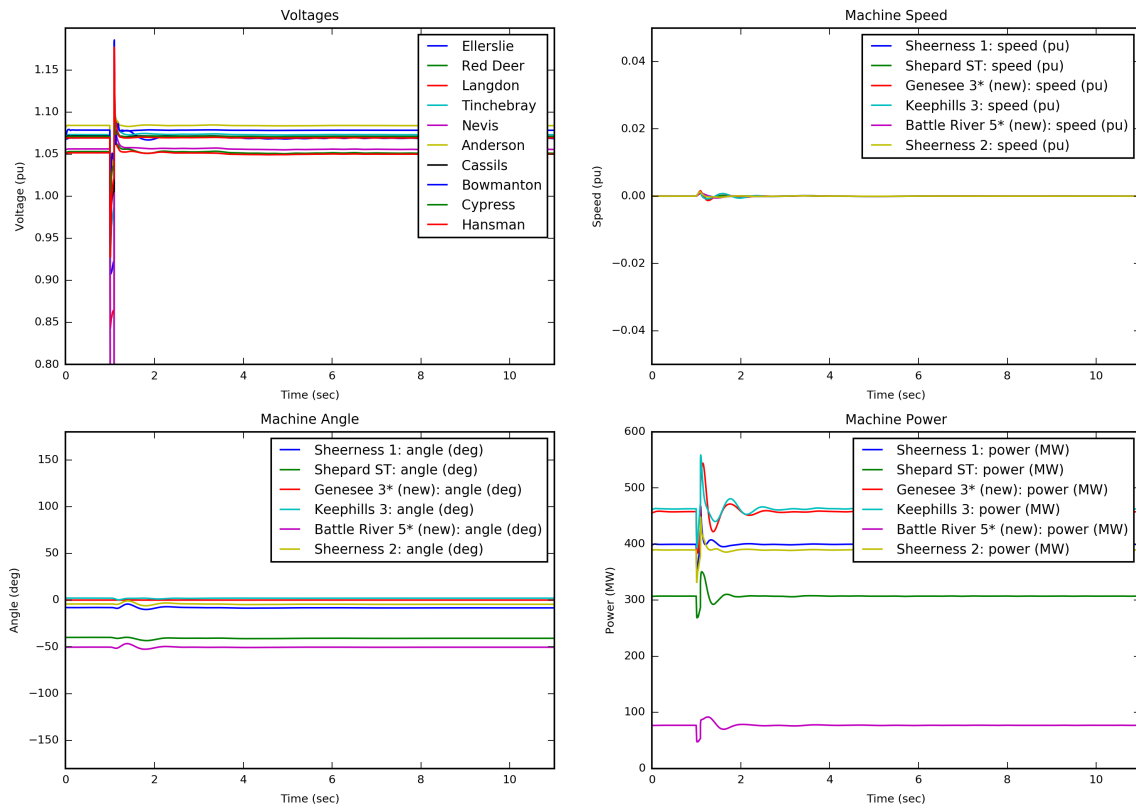 Voltages
1.15
1.10
1.05
1.00
0.95
0.90
0.85
0.80
Voltage (pu)
0 2 4 6 8 10
Time (sec)
Ellerslie
Red Deer
Langdon
Tinchebray
Nevis
Anderson
Cassils
Bowmanton
Cypress
Hansman
Machine Speed
0.04
0.02
0.00
−0.02
−0.04
Speed (pu)
0 2 4 6 8 10
Time (sec)
Sheerness 1: speed (pu)
Shepard ST: speed (pu)
Genesee 3* (new): speed (pu)
Keephills 3: speed (pu)
Battle River 5* (new): speed (pu)
Sheerness 2: speed (pu)
Machine Angle
150
100
50
0
−50
−100
−150
Angle (deg)
0 2 4 6 8 10
Time (sec)
Sheerness 1: angle (deg)
Shepard ST: angle (deg)
Genesee 3* (new): angle (deg)
Keephills 3: angle (deg)
Battle River 5* (new): angle (deg)
Sheerness 2: angle (deg)
Machine Power
600
500
400
300
200
100
0
Power (MW)
0 2 4 6 8 10
Time (sec)
Sheerness 1: power (MW)
Shepard ST: power (MW)
Genesee 3* (new): power (MW)
Keephills 3: power (MW)
Battle River 5* (new): power (MW)
Sheerness 2: power (MW)